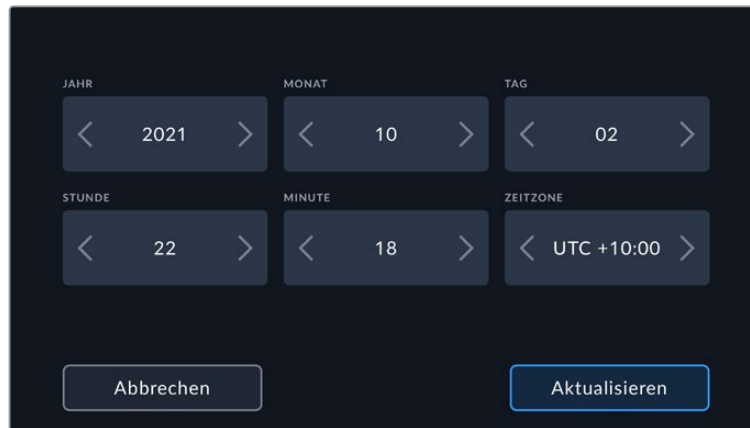 JAHR MONAT TAG
2021 10 02
STUNDE MINUTE ZEITZONE
22 18 UTC +10:00
Abbrechen Aktualisieren